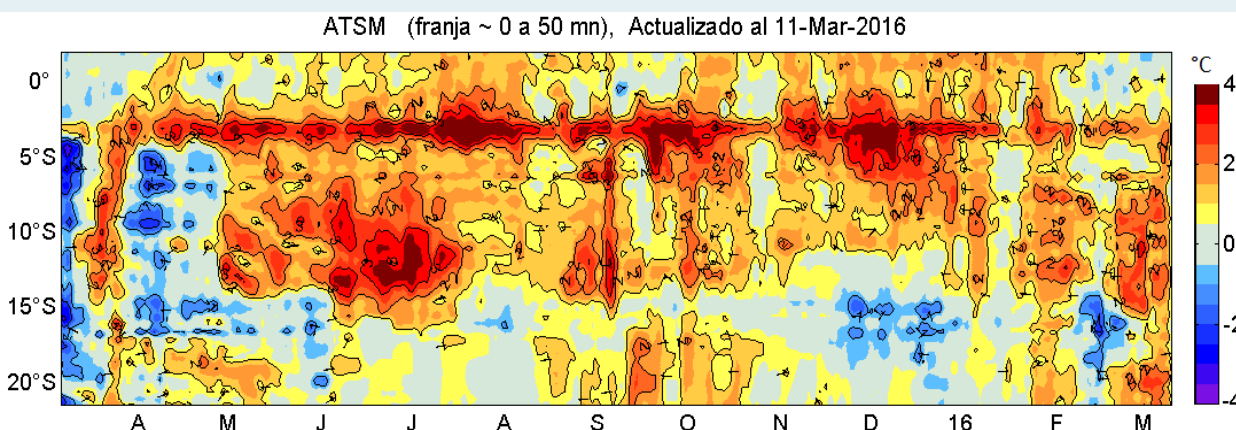 ATSM (franja ~ 0 a 50 mn), Actualizado al 11-Mar-2016
°C
0°
5°S
10°S
15°S
20°S
4
2
0
-2
-4
A M J J A S O N D 16 F M